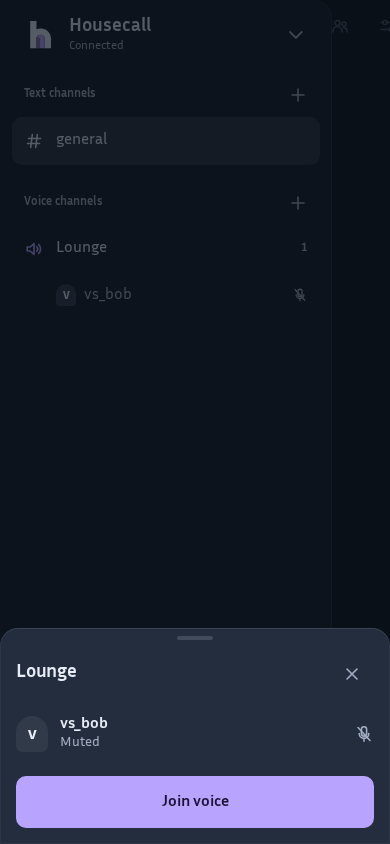 Housecall
Connected
Text channels
general
Voice channels
Lounge
1
V
vs_bob
Lounge
V
vs_bob
Muted
Join voice